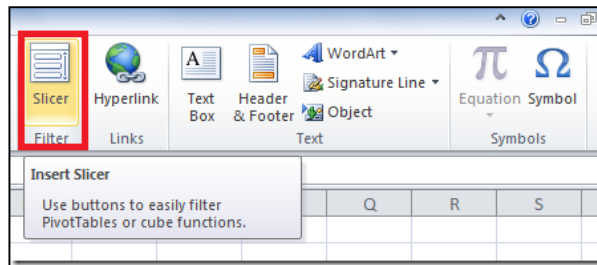 Slicer
Hyperlink
A
Text
Box
Header
& Footer
WordArt
Signature Line
Object
π
Equation
Ω
Symbol
Filter
Links
Text
Symbols
Insert Slicer
Use buttons to easily filter
PivotTables or cube functions.
Q R S